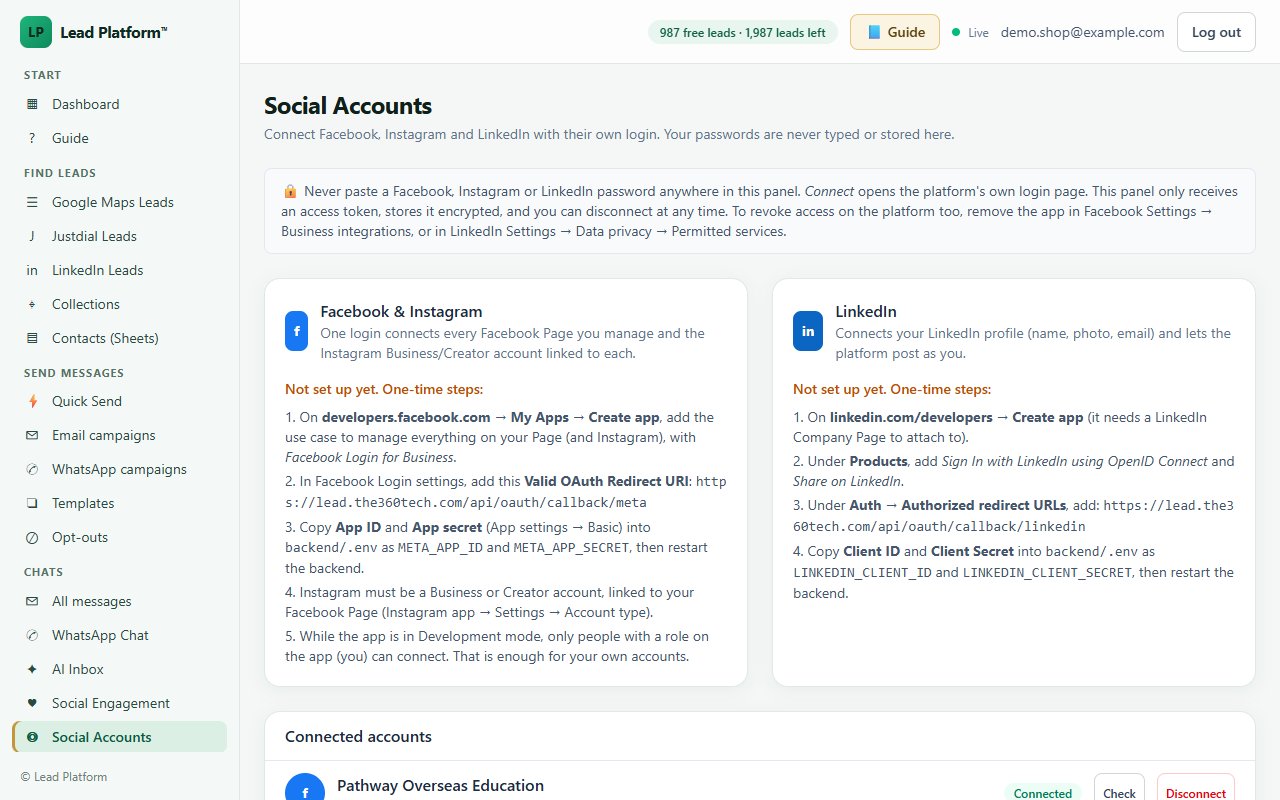 LP Lead Platform™
START
Dashboard
? Guide
FIND LEADS
Google Maps Leads
J Justdial Leads
in LinkedIn Leads
Collections
Contacts (Sheets)
SEND MESSAGES
Quick Send
Email campaigns
WhatsApp campaigns
Templates
Opt-outs
CHATS
All messages
WhatsApp Chat
AI Inbox
Social Engagement
Social Accounts
© Lead Platform
987 free leads · 1,987 leads left
Guide
Live
demo.shop@example.com
Log out
Social Accounts
Connect Facebook, Instagram and LinkedIn with their own login. Your passwords are never typed or stored here.
Never paste a Facebook, Instagram or LinkedIn password anywhere in this panel. Connect opens the platform's own login page. This panel only receives
an access token, stores it encrypted, and you can disconnect at any time. To revoke access on the platform too, remove the app in Facebook Settings →
Business integrations, or in LinkedIn Settings → Data privacy → Permitted services.
f
Facebook & Instagram
One login connects every Facebook Page you manage and the
Instagram Business/Creator account linked to each.
Not set up yet. One-time steps:
1. On developers.facebook.com → My Apps → Create app, add the
use case to manage everything on your Page (and Instagram), with
Facebook Login for Business.
2. In Facebook Login settings, add this Valid OAuth Redirect URI: http
s://lead.the360tech.com/api/oauth/callback/meta
3. Copy App ID and App secret (App settings → Basic) into
backend/.env as META_APP_ID and META_APP_SECRET, then restart
the backend.
4. Instagram must be a Business or Creator account, linked to your
Facebook Page (Instagram app → Settings → Account type).
5. While the app is in Development mode, only people with a role on
the app (you) can connect. That is enough for your own accounts.
in
LinkedIn
Connects your LinkedIn profile (name, photo, email) and lets the
platform post as you.
Not set up yet. One-time steps:
1. On linkedin.com/developers → Create app (it needs a LinkedIn
Company Page to attach to).
2. Under Products, add Sign In with LinkedIn using OpenID Connect and
Share on LinkedIn.
3. Under Auth → Authorized redirect URLs, add: https://lead.the3
60tech.com/api/oauth/callback/linkedin
4. Copy Client ID and Client Secret into backend/.env as
LINKEDIN_CLIENT_ID and LINKEDIN_CLIENT_SECRET, then restart the
backend.
Connected accounts
f
Pathway Overseas Education
Connected
Check
Disconnect